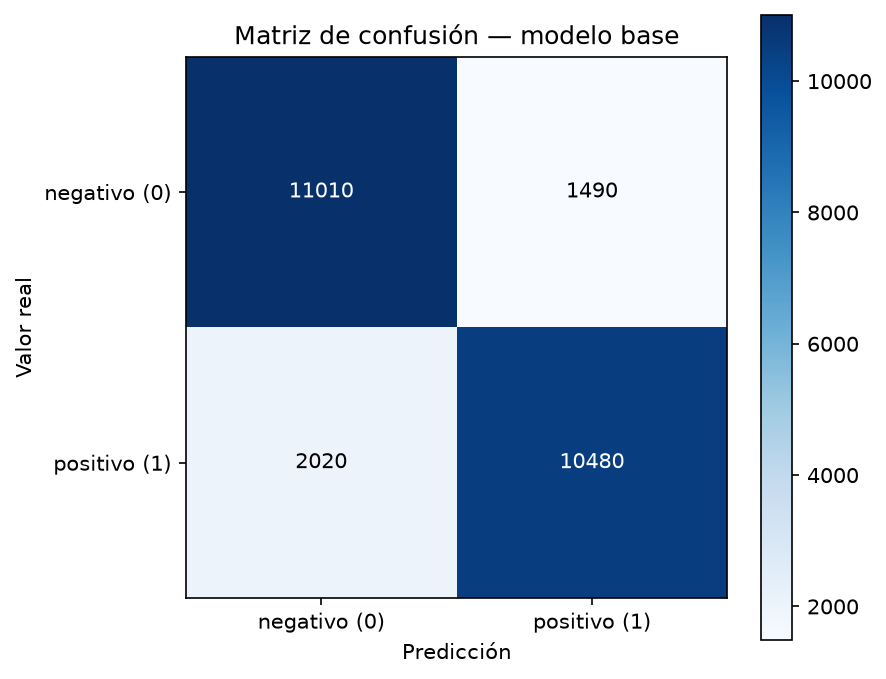 Matriz de confusión — modelo base
10000
8000
6000
4000
2000
Valor real
negativo (0)
11010
1490
positivo (1)
2020
10480
negativo (0)
positivo (1)
Predicción